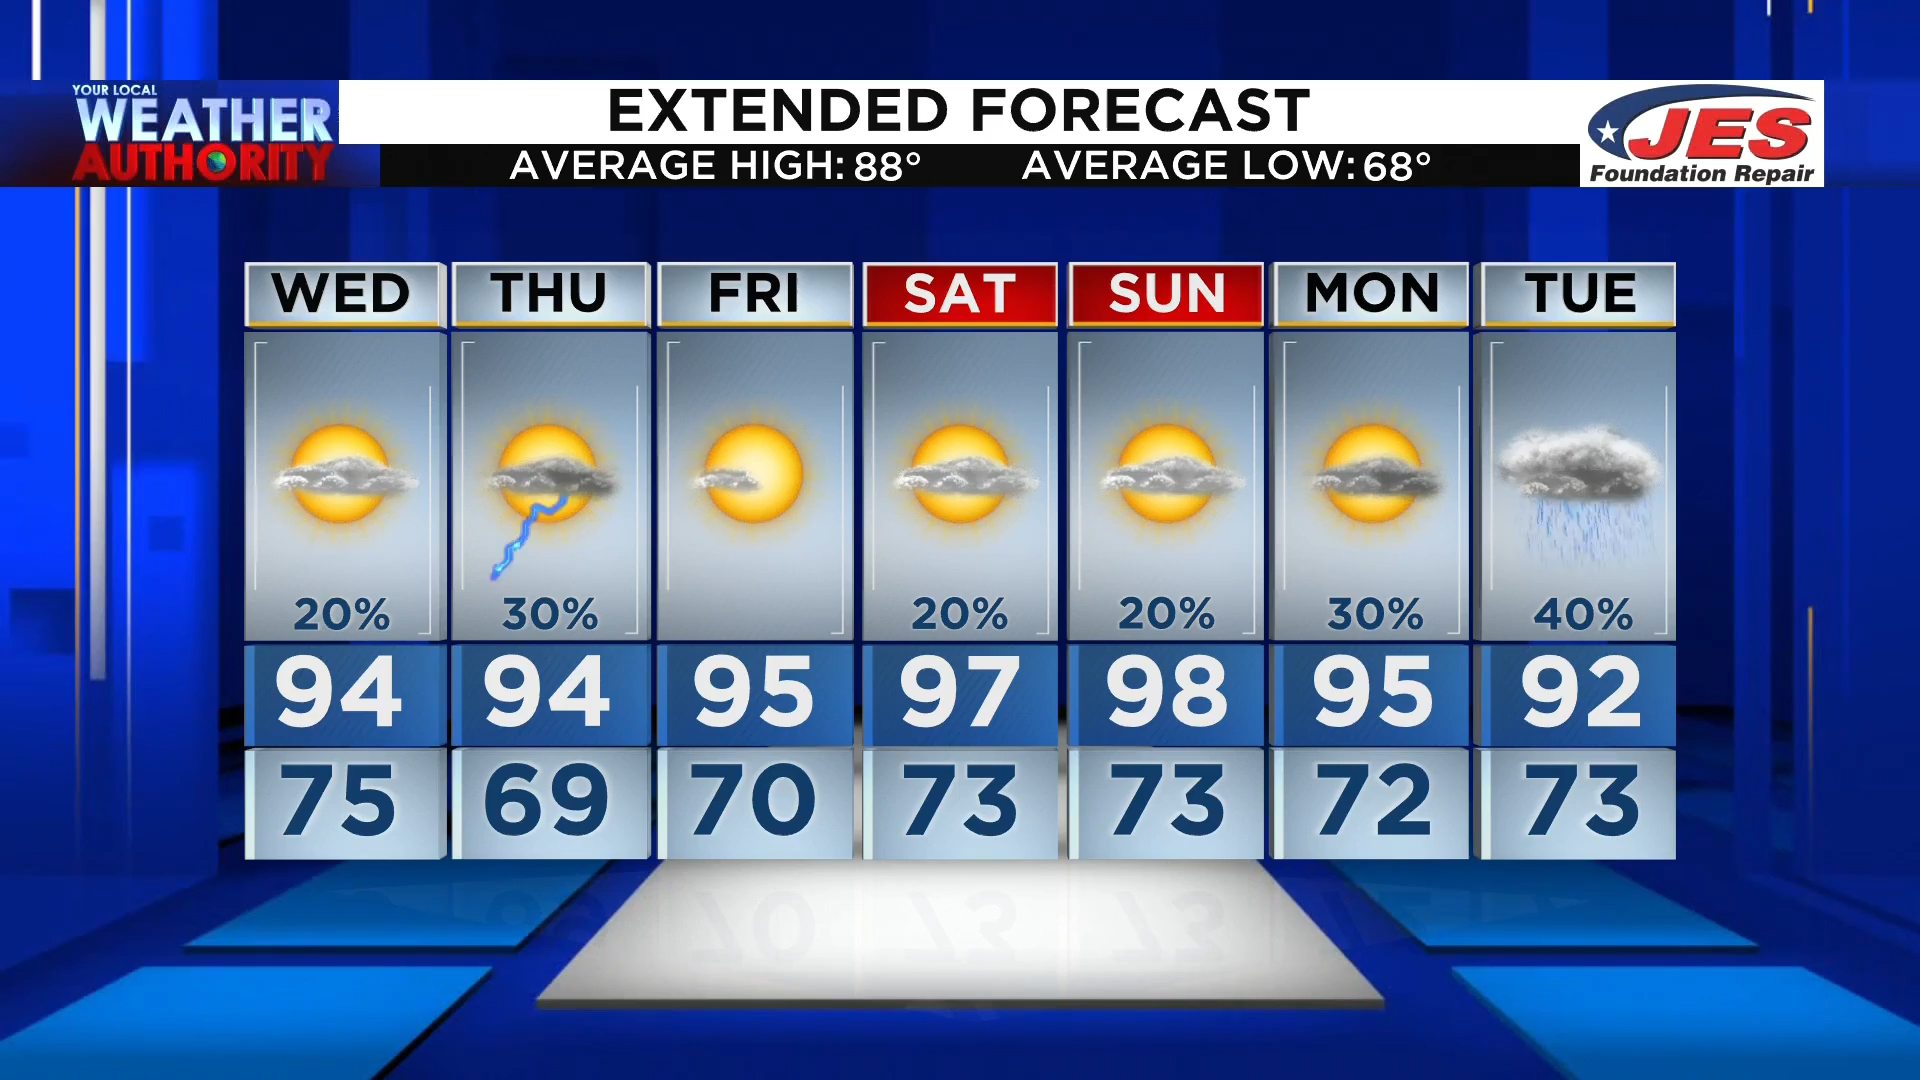 YOUR LOCAL
WEATHER
AUTHORITY
EXTENDED FORECAST
AVERAGE HIGH: 88° AVERAGE LOW: 68°
JES
Foundation Repair
WED THU FRI SAT SUN MON TUE
20% 30% 20% 20% 30% 40%
94 94 95 97 98 95 92
75 69 70 73 73 72 73